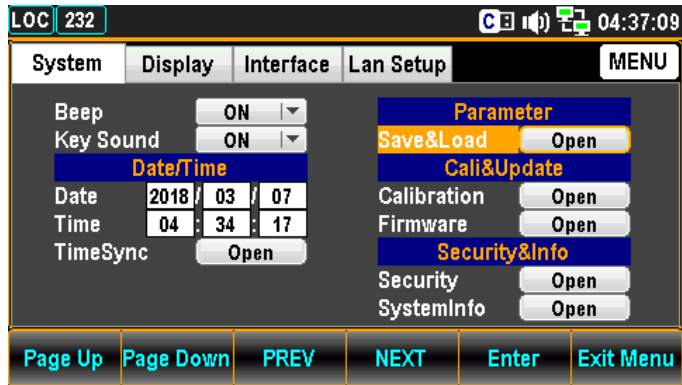 LOC 232 C 04:37:09
System Display Interface Lan Setup MENU
Beep ON
Key Sound ON
Date/Time
Date 2018 / 03 / 07
Time 04 : 34 : 17
TimeSync Open
Parameter
Save&Load Open
Cali&Update
Calibration Open
Firmware Open
Security&Info
Security Open
SystemInfo Open
Page Up Page Down PREV NEXT Enter Exit Menu